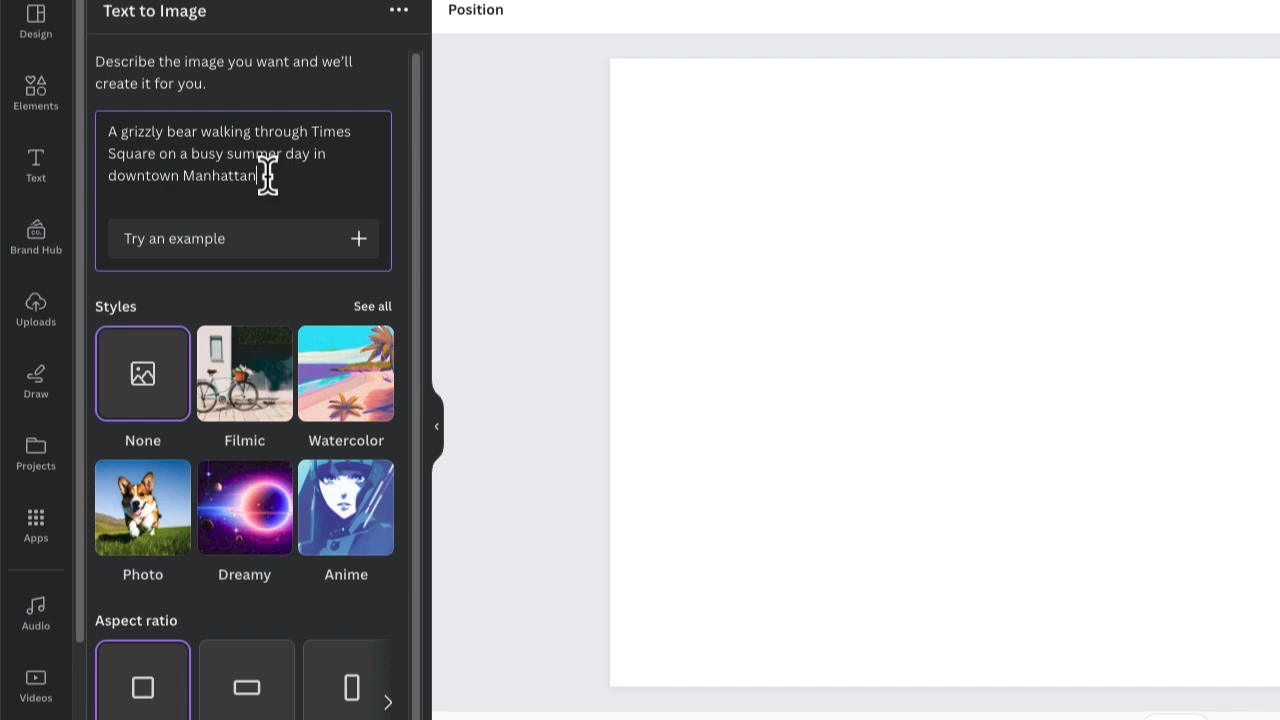 Design
Elements
Text
CO.
Brand Hub
Uploads
Draw
Projects
Apps
Audio
Videos
Text to Image
Describe the image you want and we'll
create it for you.
A grizzly bear walking through Times
Square on a busy summer day in
downtown Manhattan
Try an example
Styles
See all
None
Filmic
Watercolor
Photo
Dreamy
Anime
Aspect ratio
Position